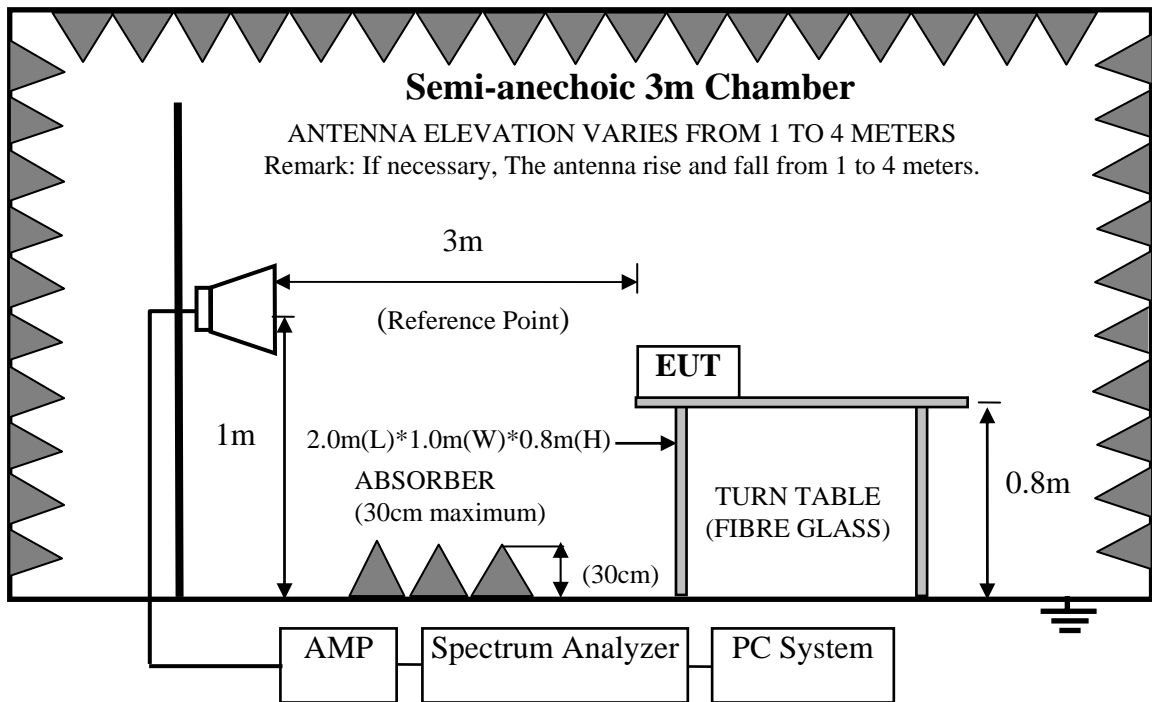 Semi-anechoic 3m Chamber
ANTENNA ELEVATION VARIES FROM 1 TO 4 METERS
Remark: If necessary, The antenna rise and fall from 1 to 4 meters.
3m
(Reference Point)
EUT
1m
2.0m(L)*1.0m(W)*0.8m(H)
ABSORBER
(30cm maximum)
TURN TABLE
(FIBRE GLASS)
0.8m
(30cm)
AMP
Spectrum Analyzer
PC System